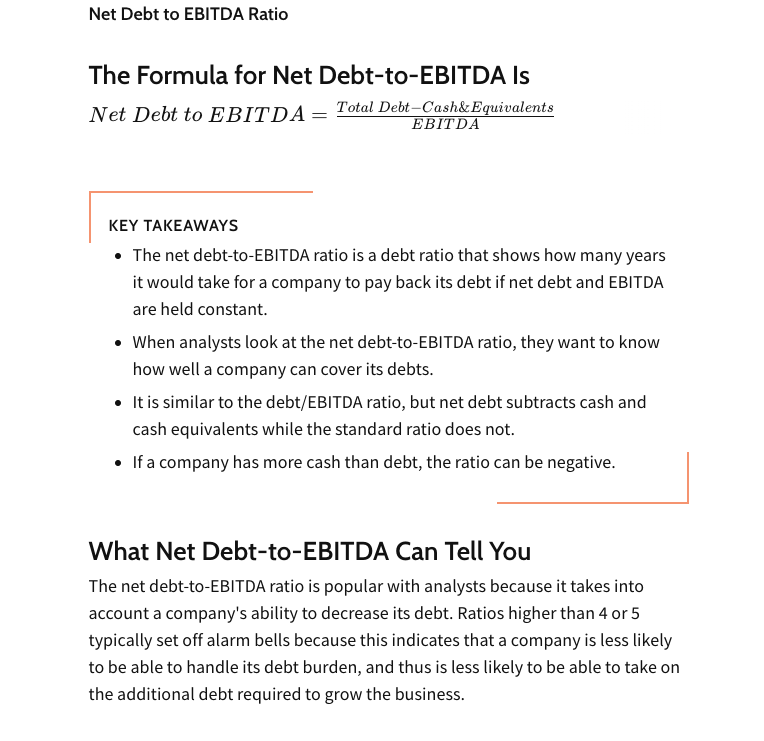 Net Debt to EBITDA Ratio
The Formula for Net Debt-to-EBITDA Is
Net Debt to EBITDA = Total Debt−Cash&Equivalents
EBITDA
KEY TAKEAWAYS
• The net debt-to-EBITDA ratio is a debt ratio that shows how many years
it would take for a company to pay back its debt if net debt and EBITDA
are held constant.
• When analysts look at the net debt-to-EBITDA ratio, they want to know
how well a company can cover its debts.
• It is similar to the debt/EBITDA ratio, but net debt subtracts cash and
cash equivalents while the standard ratio does not.
• If a company has more cash than debt, the ratio can be negative.
What Net Debt-to-EBITDA Can Tell You
The net debt-to-EBITDA ratio is popular with analysts because it takes into
account a company's ability to decrease its debt. Ratios higher than 4 or 5
typically set off alarm bells because this indicates that a company is less likely
to be able to handle its debt burden, and thus is less likely to be able to take on
the additional debt required to grow the business.